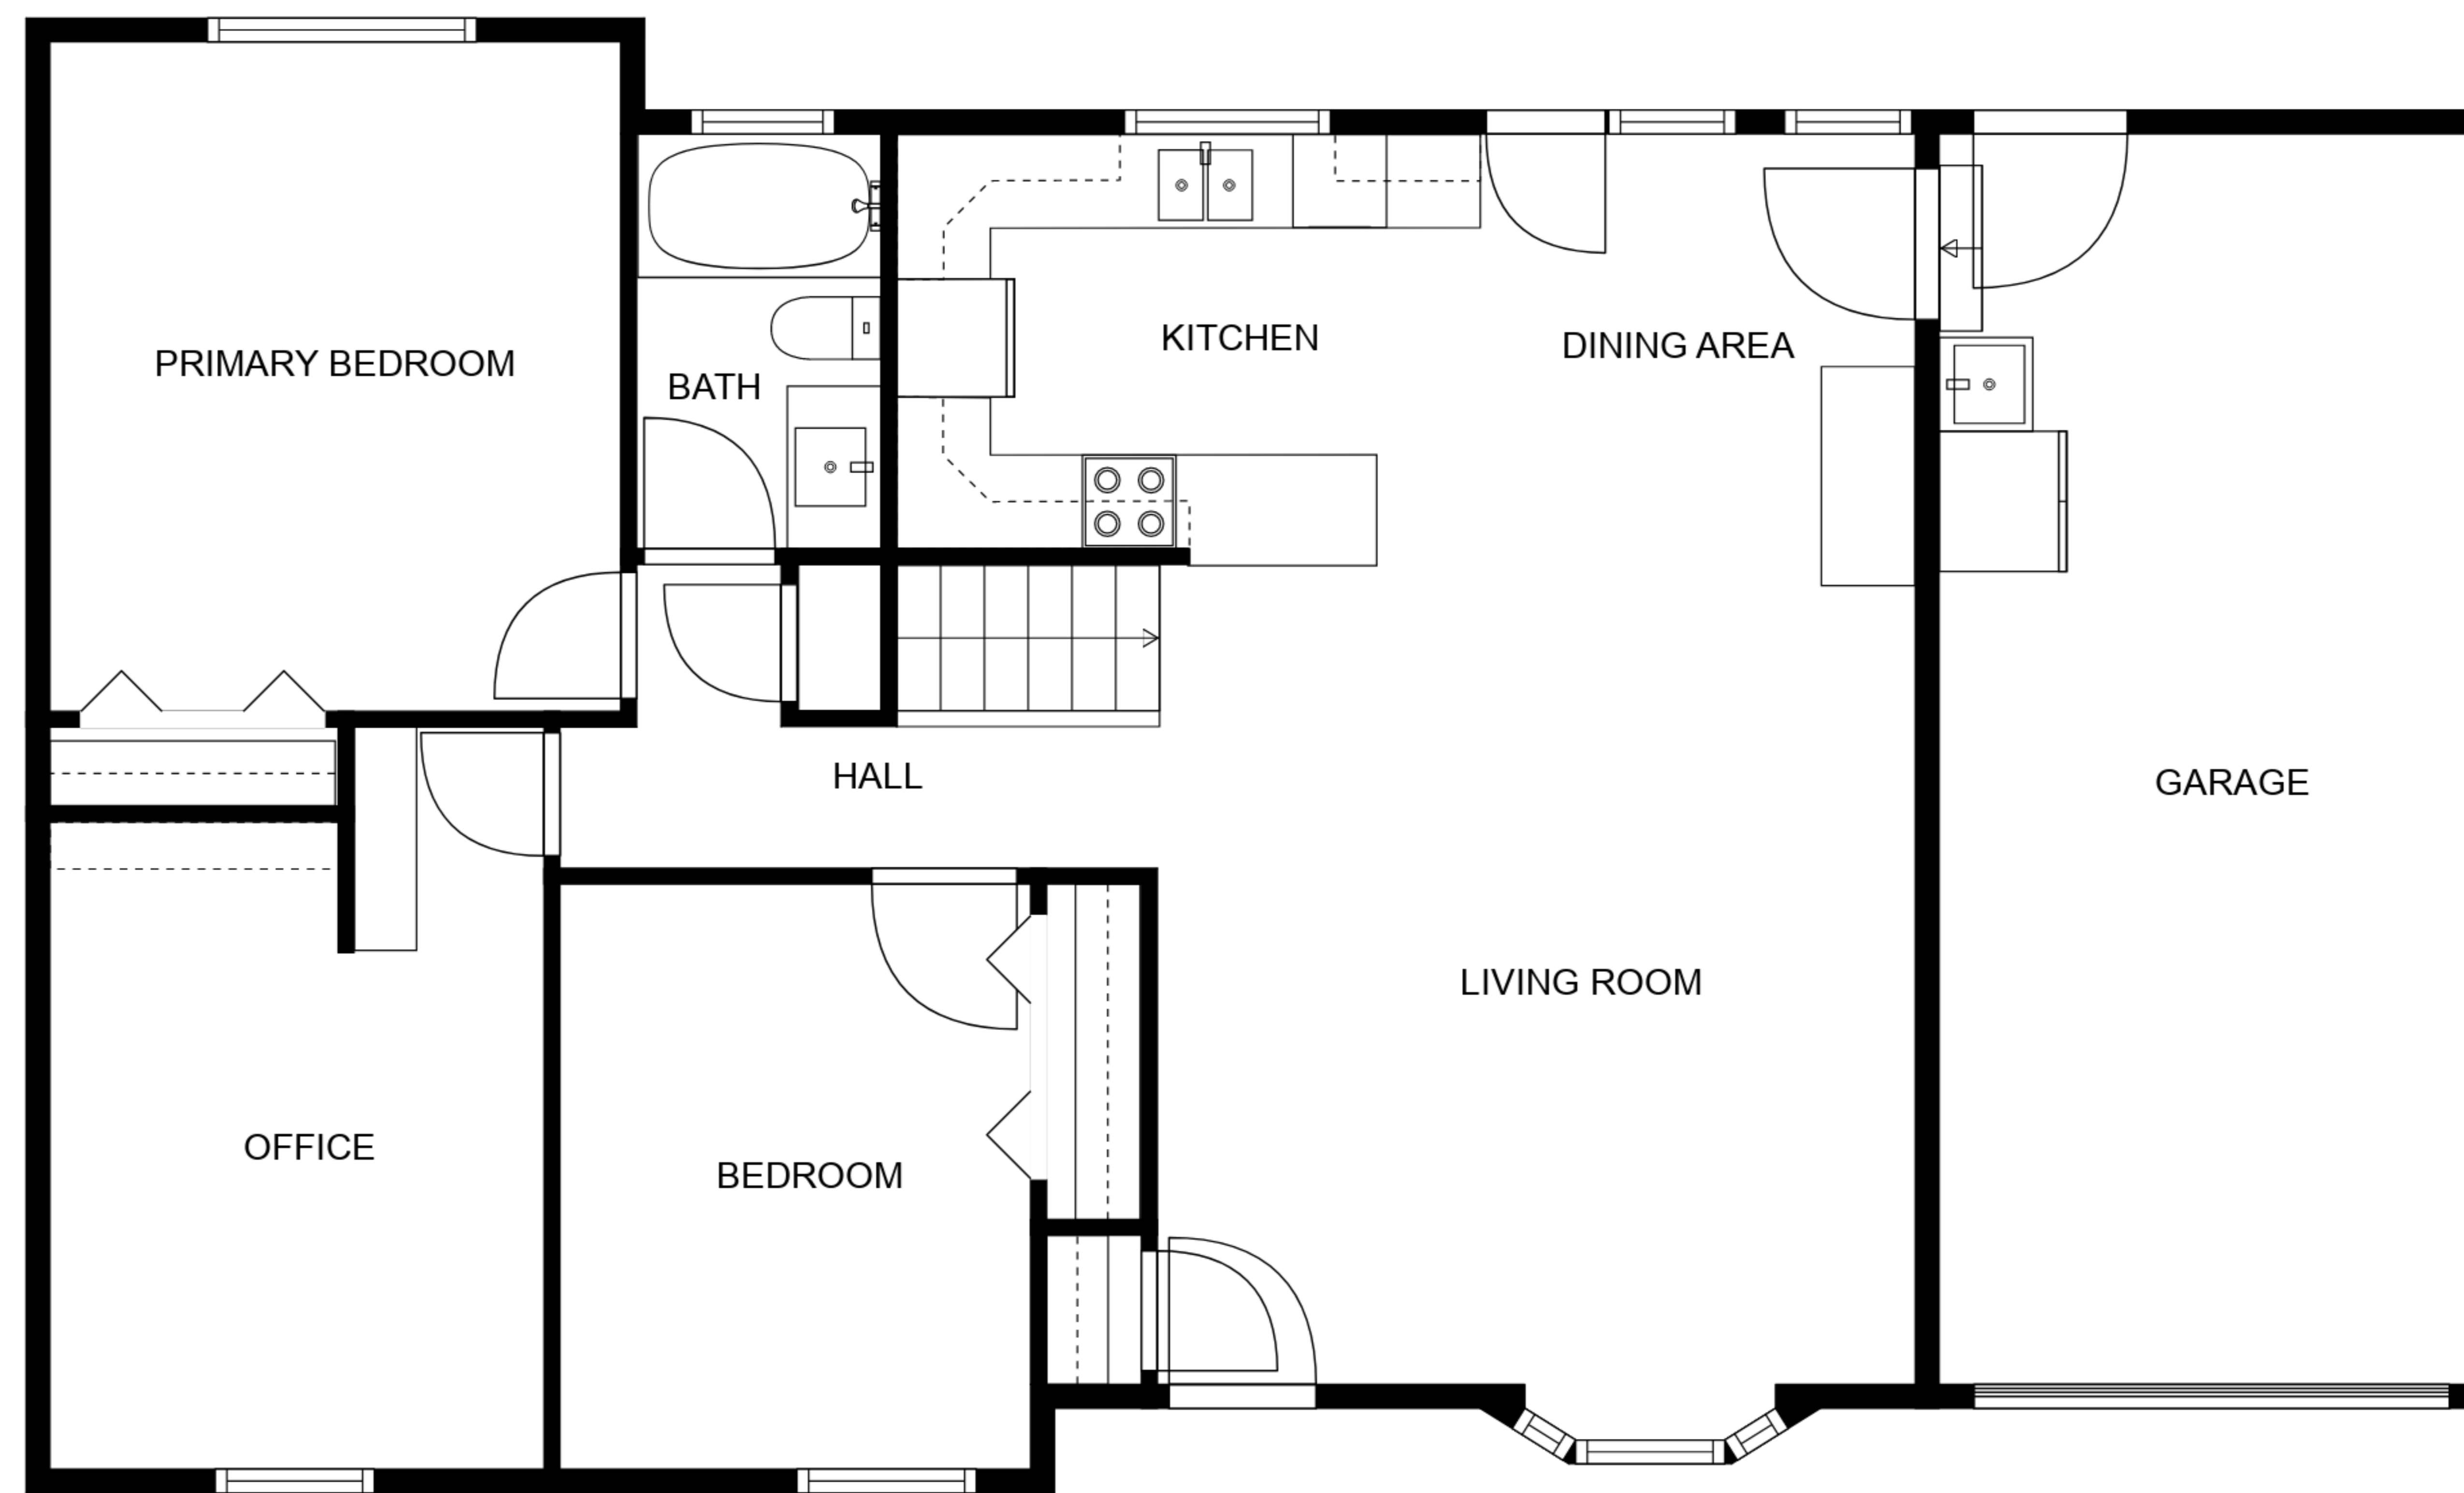 KITCHEN
DINING AREA
PRIMARY BEDROOM
BATH
HALL
GARAGE
LIVING ROOM
OFFICE
BEDROOM